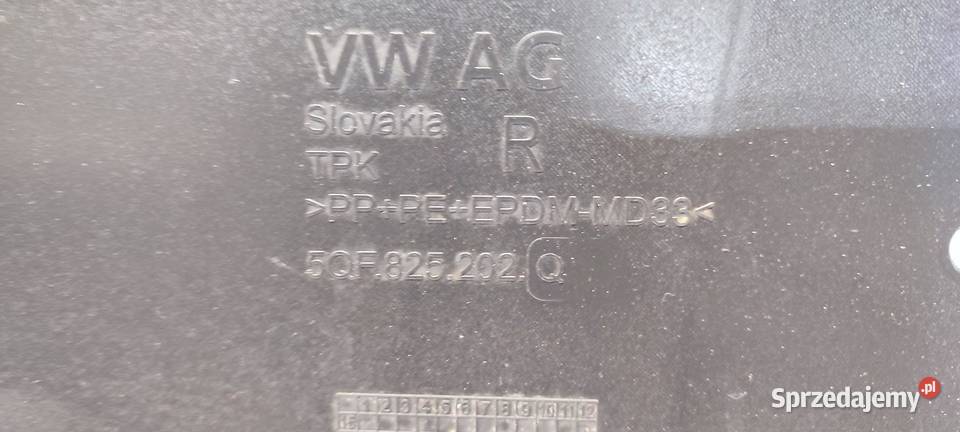 VW AG
Slovakia R
TPK
>PP+PE+EPDM-MD33<
5QF.825.202.Q
1 2 3 4 5 6 7 8 9 10 11 12
Sprzedajemy.pl